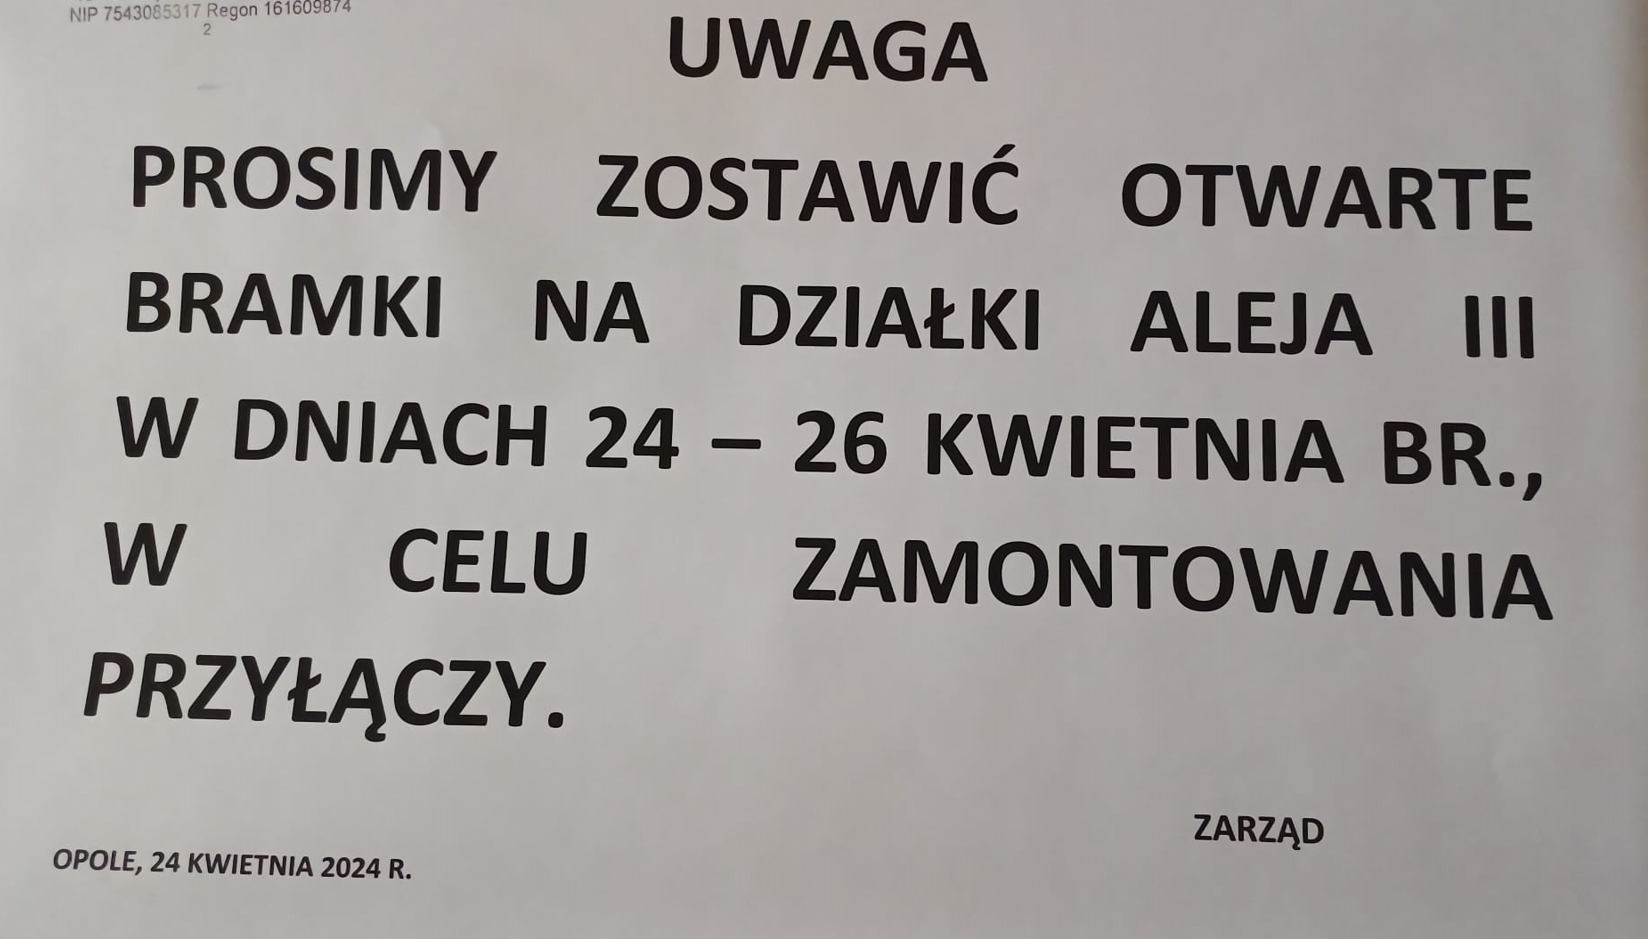 NIP 7543085317 Regon 161609874
2
UWAGA
PROSIMY ZOSTAWIĆ OTWARTE
BRAMKI NA DZIAŁKI ALEJA III
W DNIACH 24 – 26 KWIETNIA BR.,
W CELU ZAMONTOWANIA
PRZYŁĄCZY.
ZARZĄD
OPOLE, 24 KWIETNIA 2024 R.